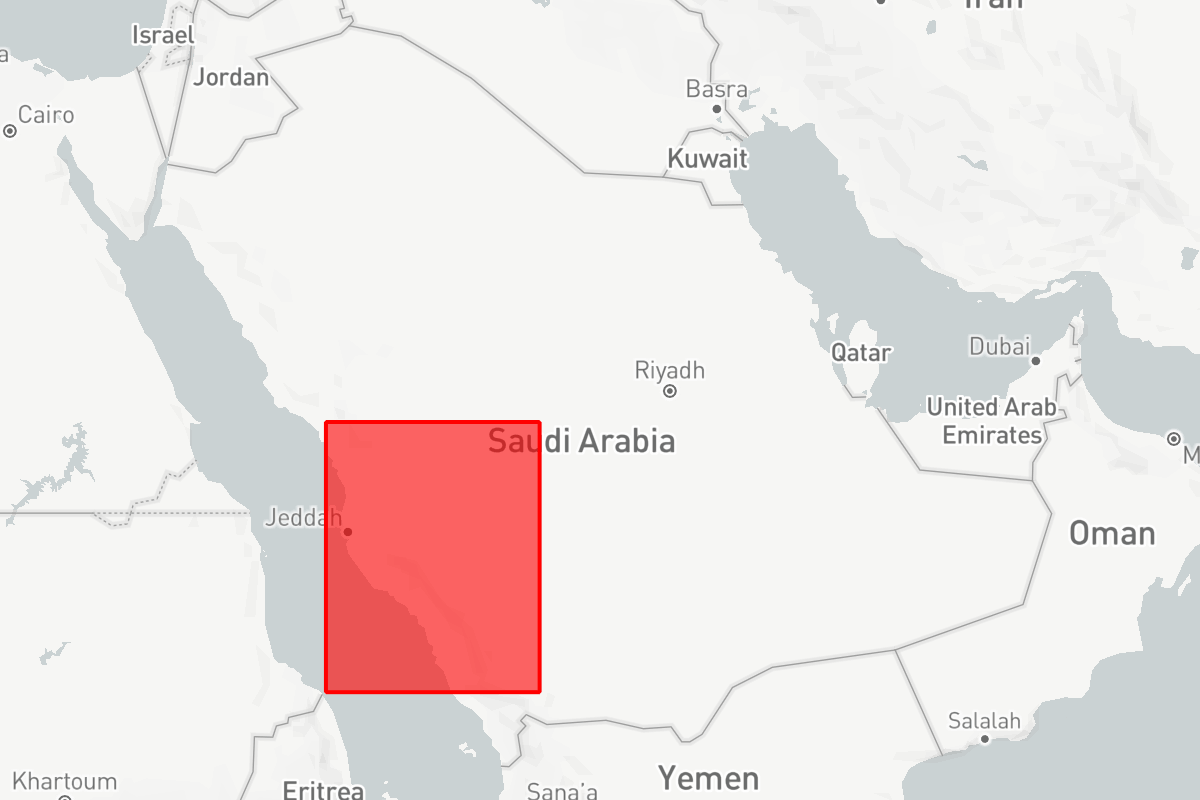 Iran
Israel
Jordan
Basra
Cairo
Kuwait
Riyadh
Qatar
Dubai
United Arab
Emirates
Saudi Arabia
Jeddah
Oman
Salalah
Khartoum
Eritrea
Sana'a
Yemen